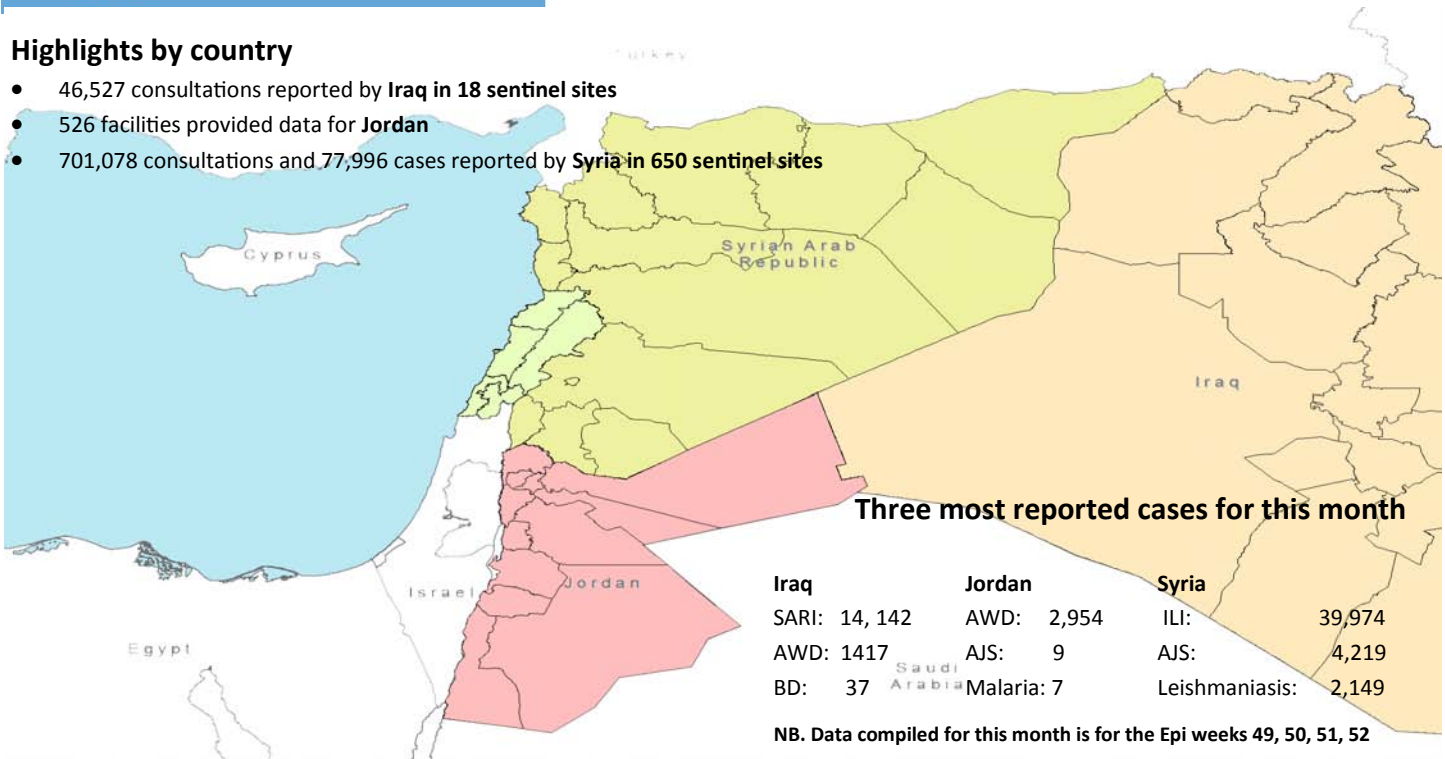 Turkey
Highlights by country
• 46,527 consultations reported by Iraq in 18 sentinel sites
• 526 facilities provided data for Jordan
• 701,078 consultations and 77,996 cases reported by Syria in 650 sentinel sites
Cyprus
Syrian Arab
Republic
Iraq
Three most reported cases for this month
Israel
Jordan
Egypt
Saudi
Arabia
Iraq Jordan Syria
SARI: 14, 142 AWD: 2,954 ILI: 39,974
AWD: 1417 AJS: 9 AJS: 4,219
BD: 37 Malaria: 7 Leishmaniasis: 2,149
NB. Data compiled for this month is for the Epi weeks 49, 50, 51, 52